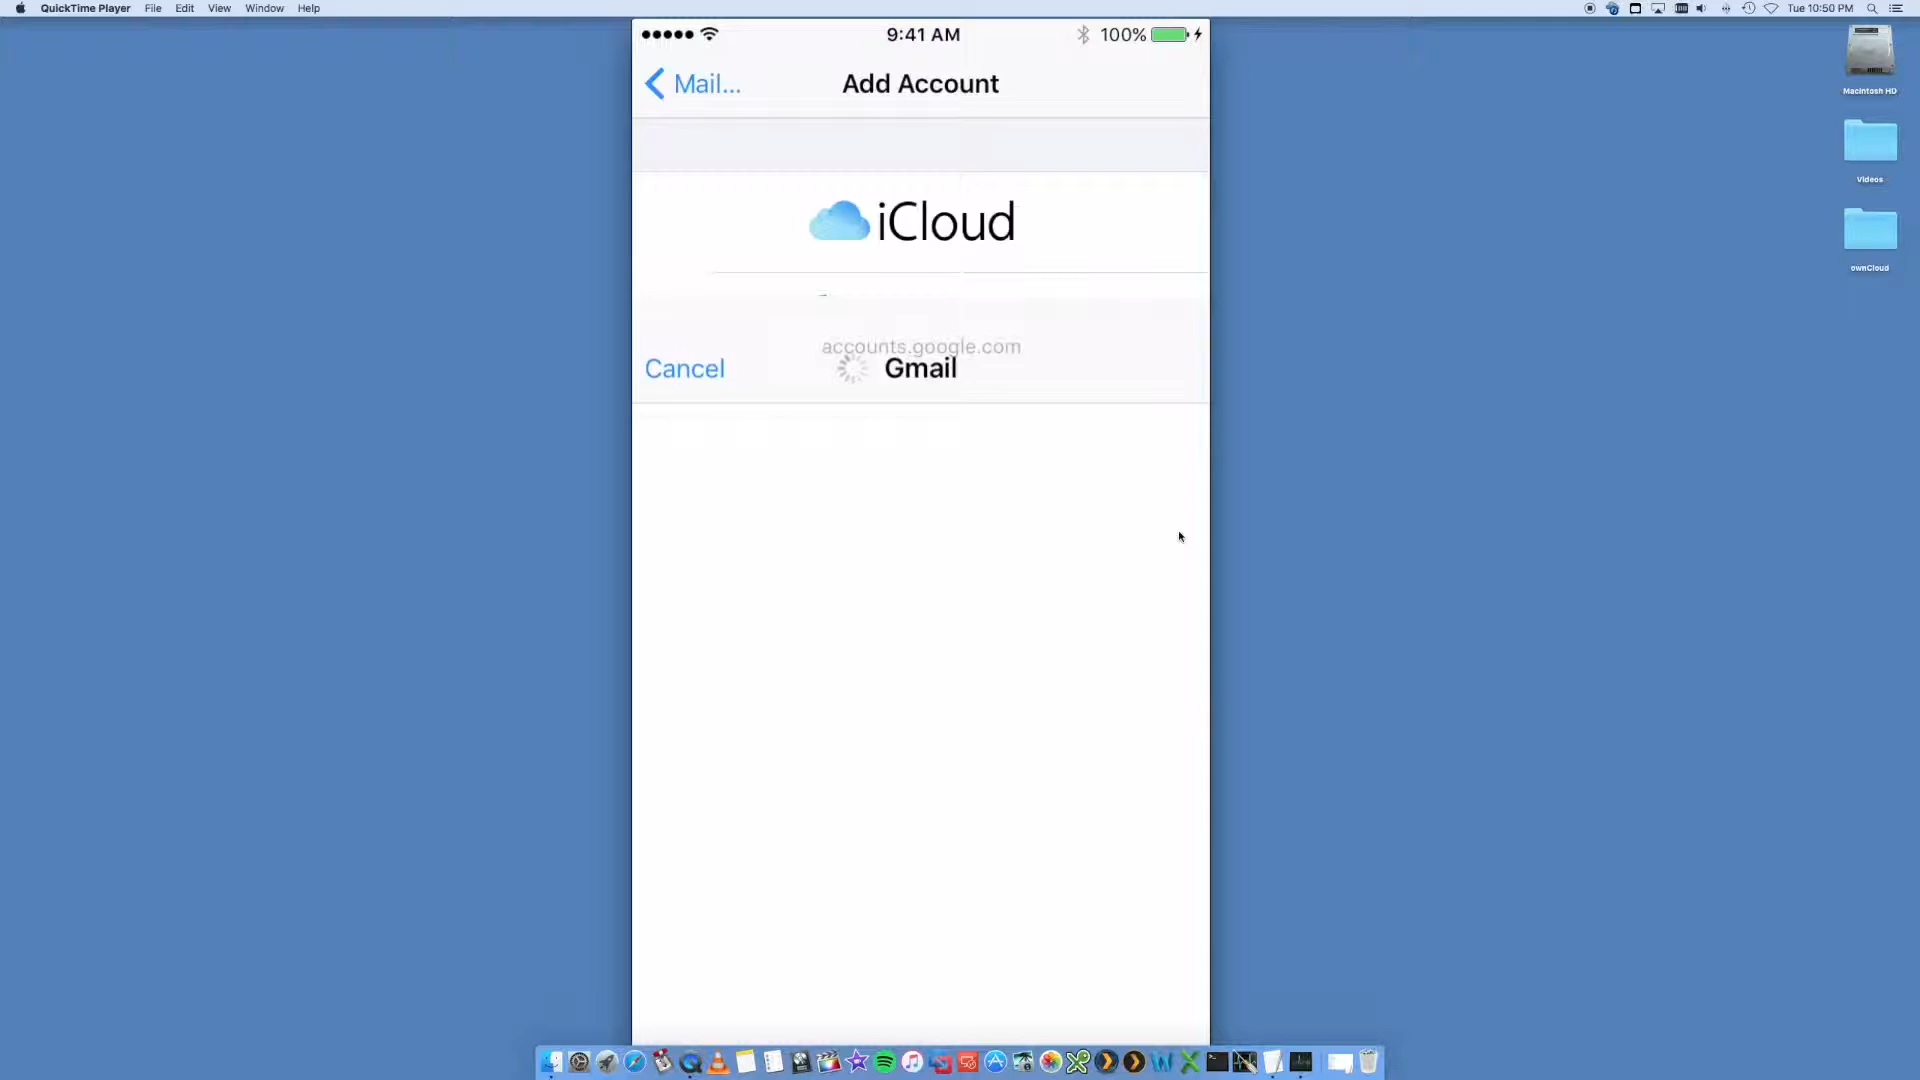 QuickTime Player File Edit View Window Help
Tue 10:50 PM
9:41 AM
100%
Mail...
Add Account
iCloud
accounts.google.com
Cancel
Gmail
Macintosh HD
Videos
ownCloud